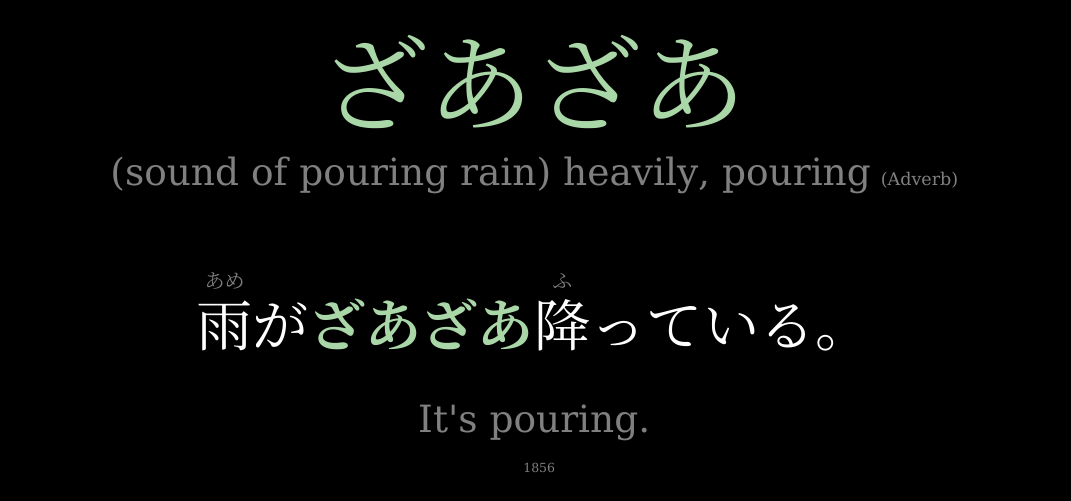 ざあざあ
(sound of pouring rain) heavily, pouring (Adverb)
あめ ふ
雨がざあざあ降っている。
It's pouring.
1856